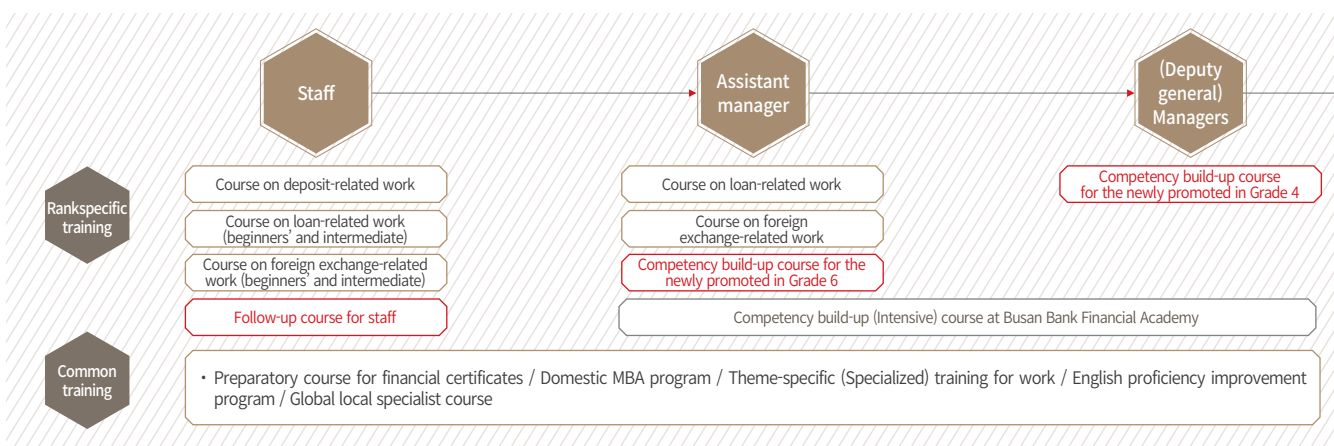 Staff
Assistant
manager
(Deputy
general)
Managers
Rankspecific
training
Course on deposit-related work
Course on loan-related work
(beginners’ and intermediate)
Course on foreign exchange-related
work (beginners’ and intermediate)
Follow-up course for staff
Course on loan-related work
Course on foreign
exchange-related work
Competency build-up course for the
newly promoted in Grade 6
Competency build-up course
for the newly promoted in Grade 4
Competency build-up (Intensive) course at Busan Bank Financial Academy
Common
training
• Preparatory course for financial certificates / Domestic MBA program / Theme-specific (Specialized) training for work / English proficiency improvement
program / Global local specialist course